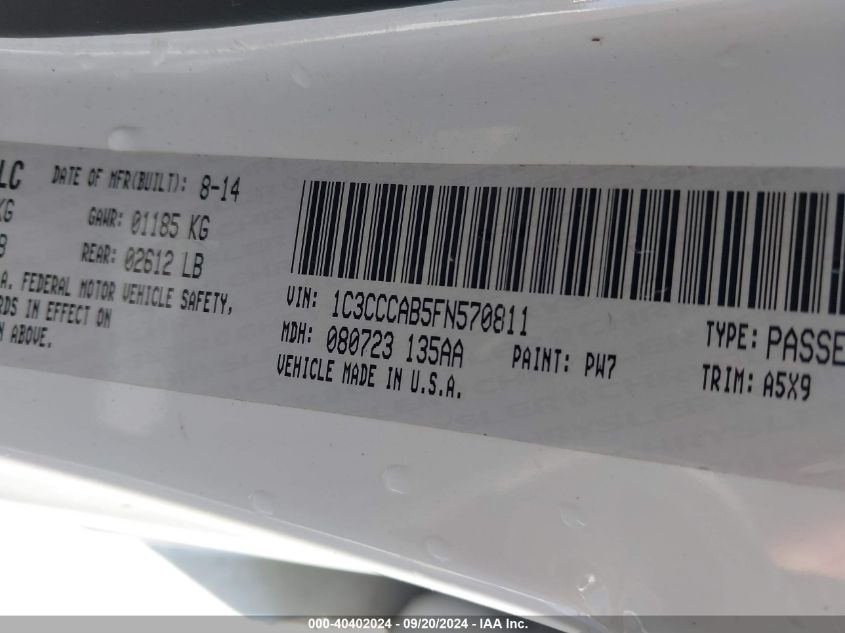 LC DATE OF MFR(BUILT): 8-14
KG GAWR: 01185 KG
B REAR: 02612 LB
A. FEDERAL MOTOR VEHICLE SAFETY,
RDS IN EFFECT ON
N ABOVE.
VIN: 1C3CCCAB5FN570811
MDH: 080723 135AA PAINT: PW7
VEHICLE MADE IN U.S.A.
TYPE: PASSE
TRIM: A5X9
000-40402024 - 09/20/2024 - IAA Inc.